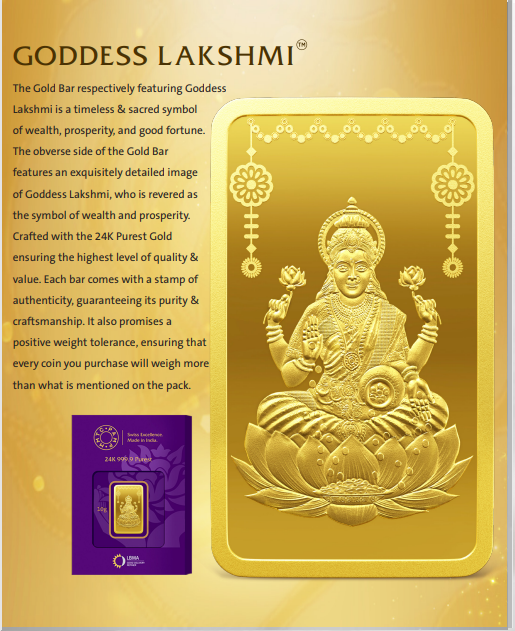 GODDESS LAKSHMI™
The Gold Bar respectively featuring Goddess
Lakshmi is a timeless & sacred symbol
of wealth, prosperity, and good fortune.
The obverse side of the Gold Bar
features an exquisitely detailed image
of Goddess Lakshmi, who is revered as
the symbol of wealth and prosperity.
Crafted with the 24K Purest Gold
ensuring the highest level of quality &
value. Each bar comes with a stamp of
authenticity, guaranteeing its purity &
craftsmanship. It also promises a
positive weight tolerance, ensuring that
every coin you purchase will weigh more
than what is mentioned on the pack.
Swiss Excellence
Made in India
24K 999.9 Purest
10g
LBMA